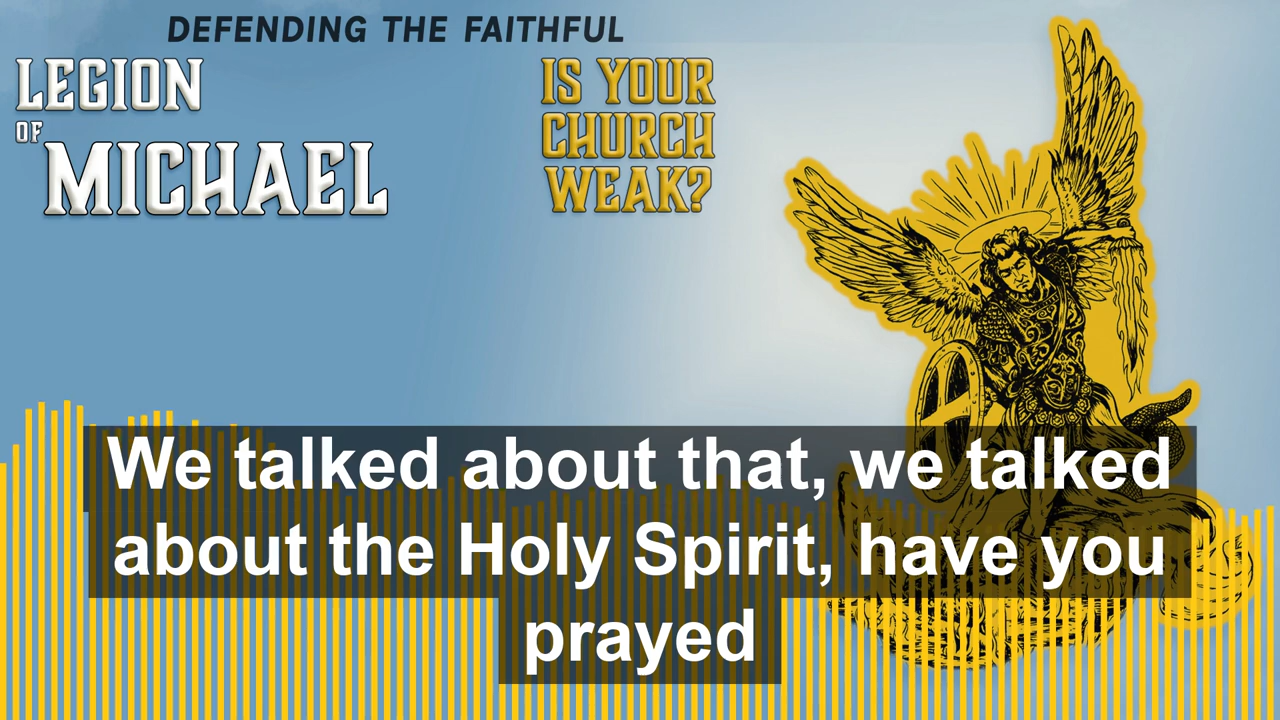 DEFENDING THE FAITHFUL
LEGION
OF
MICHAEL
IS YOUR
CHURCH
WEAK?
We talked about that, we talked
about the Holy Spirit, have you
prayed